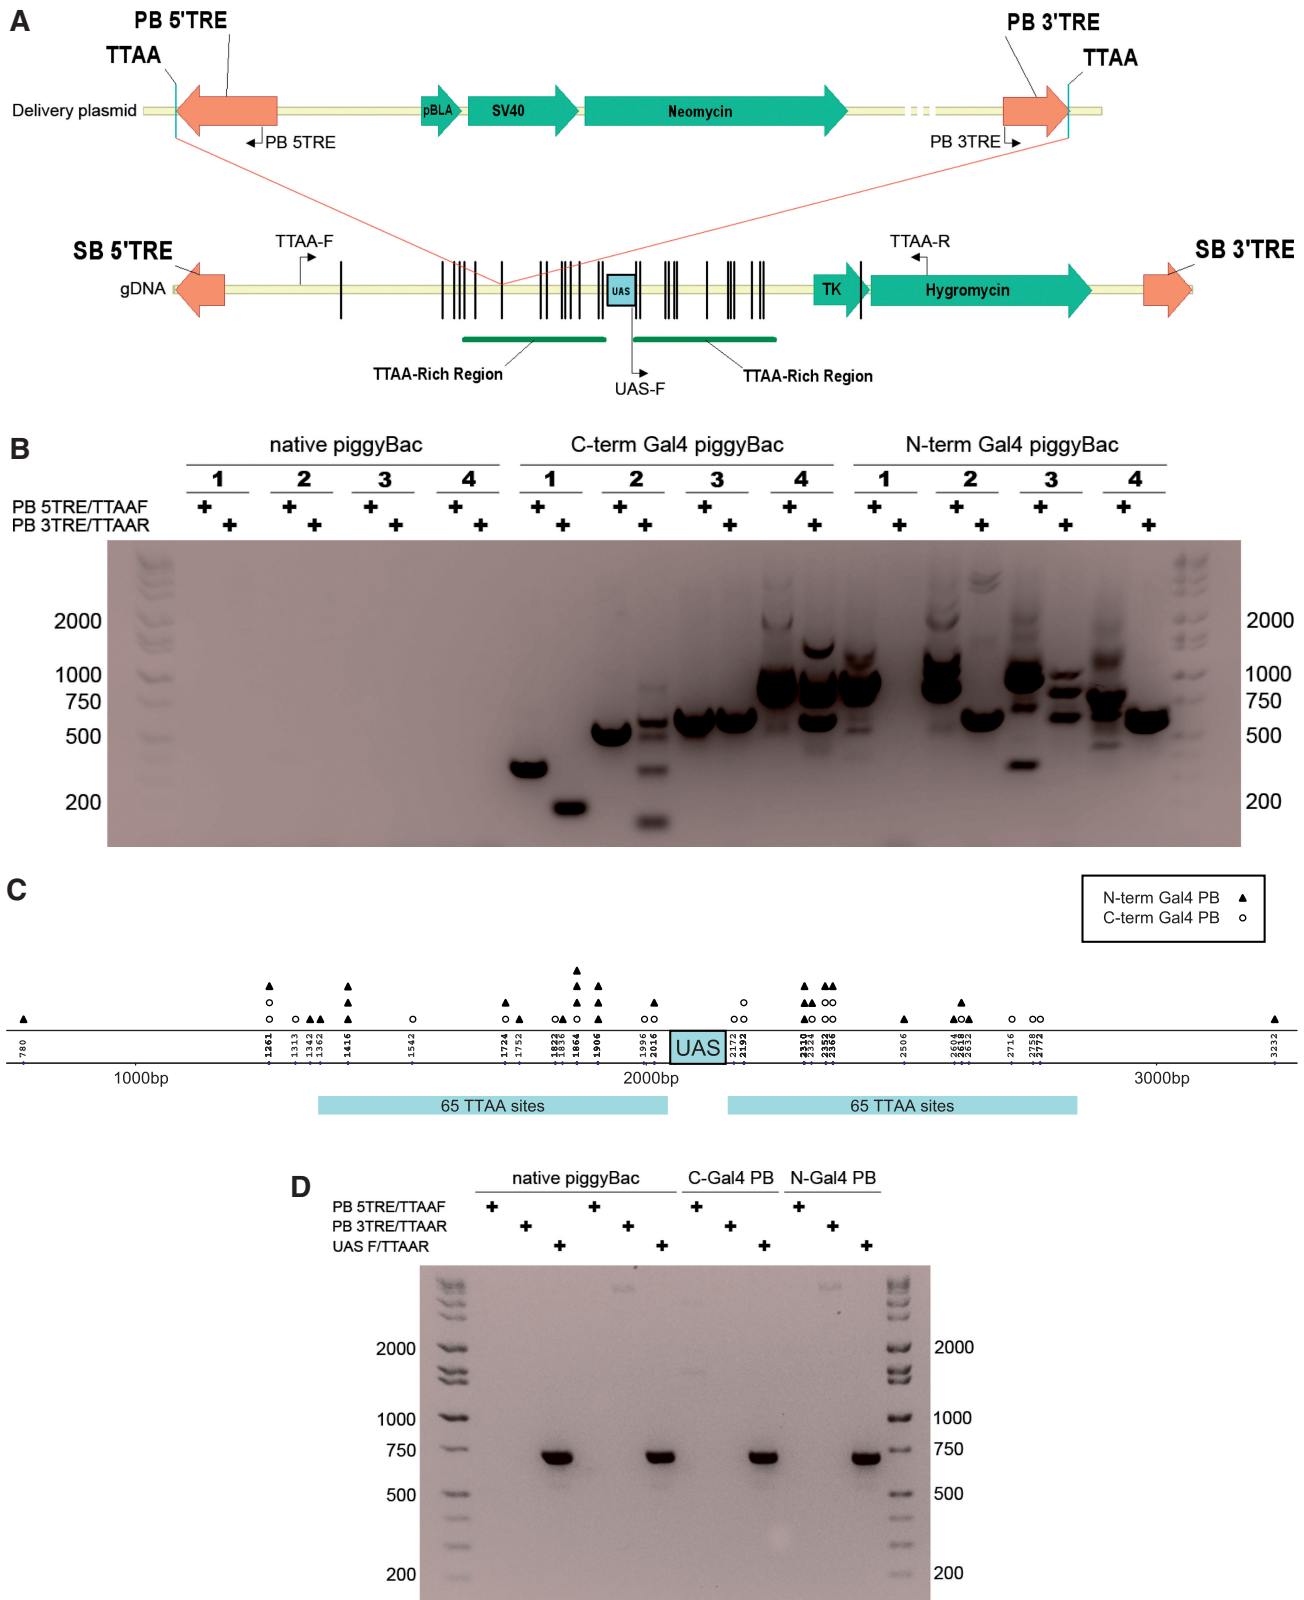 A
PB 5'TRE
PB 3'TRE
TTAA
TTAA
Delivery plasmid
pBLA
SV40
Neomycin
PB 5TRE
PB 3TRE
SB 5'TRE
TTAA-F
TTAA-R
SB 3'TRE
gDNA
UAS
TK
Hygromycin
TTAA-Rich Region
TTAA-Rich Region
UAS-F
B
native piggyBac
C-term Gal4 piggyBac
N-term Gal4 piggyBac
1 2 3 4 1 2 3 4 1 2 3 4
PB 5TRE/TTAAF + + + + + + + + + + + +
PB 3TRE/TTAAR + + + + + + + + + + + +
2000 2000
1000 1000
750 750
500 500
200 200
C
N-term Gal4 PB ▲
C-term Gal4 PB ○
780 1261 1313 1342 1362 1416 1542 1724 1752 1822 1836 1864 1906 1996 2016 UAS 2172 2192 2310 2324 2352 2366 2506 2604 2618 2632 2716 2758 2772 3232
1000bp 2000bp 3000bp
65 TTAA sites 65 TTAA sites
D
native piggyBac C-Gal4 PB N-Gal4 PB
PB 5TRE/TTAAF + + + +
PB 3TRE/TTAAR + + + +
UAS F/TTAAR + + + +
2000 2000
1000 1000
750 750
500 500
200 200